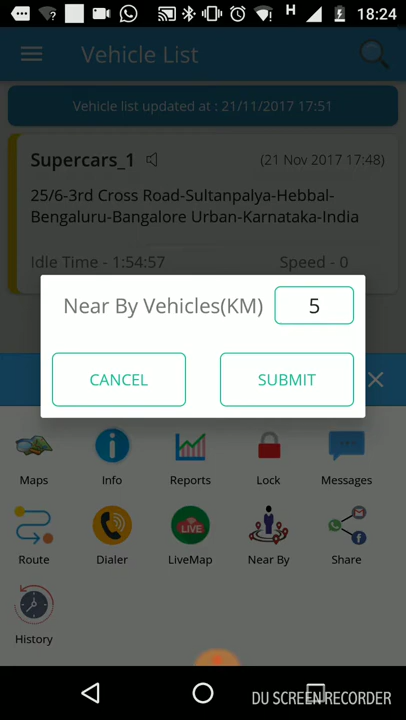 H 18:24
Vehicle List
Vehicle list updated at : 21/11/2017 17:51
Supercars_1 (21 Nov 2017 17:48)
25/6-3rd Cross Road-Sultanpalya-Hebbal-
Bengaluru-Bangalore Urban-Karnataka-India
Idle Time - 1:54:57 Speed - 0
Near By Vehicles(KM) 5
CANCEL SUBMIT
Maps Info Reports Lock Messages
LIVE
Route Dialer LiveMap Near By Share
History
DU SCREEN RECORDER